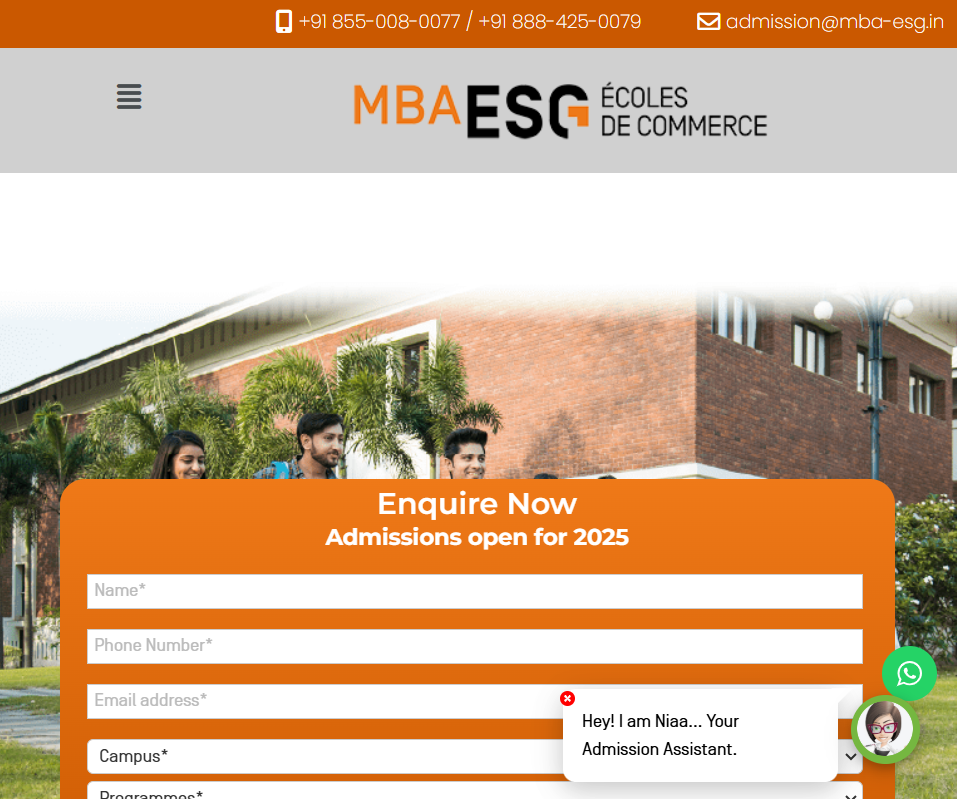 +91 855-008-0077 / +91 888-425-0079
admission@mba-esg.in
MBA ESG ÉCOLES
DE COMMERCE
Enquire Now
Admissions open for 2025
Name*
Phone Number*
Email address*
Hey! I am Niaa... Your
Admission Assistant.
Campus*
Programmes*